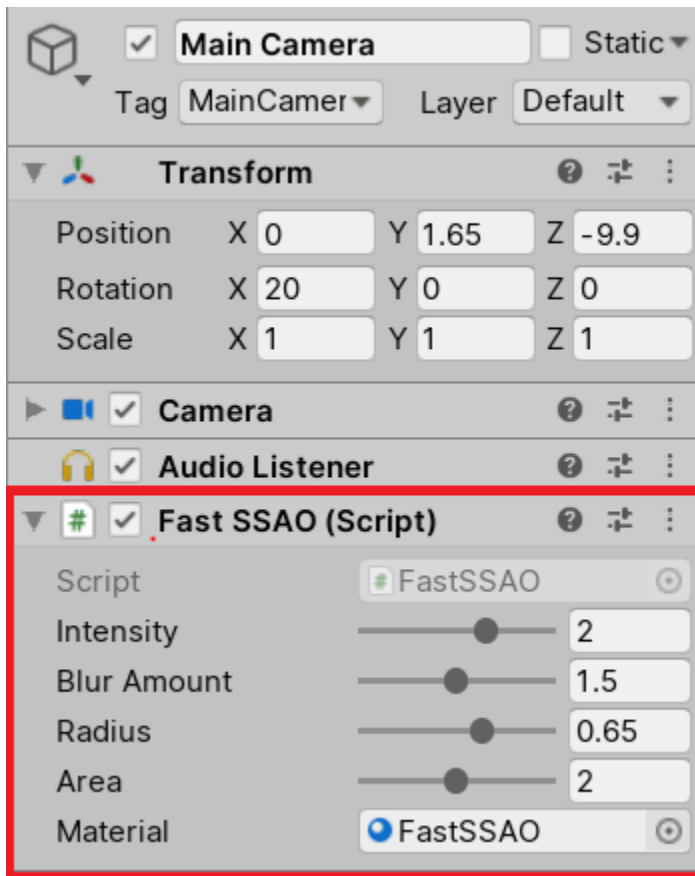 Main Camera Static
Tag MainCamer Layer Default
Transform
Position X 0 Y 1.65 Z -9.9
Rotation X 20 Y 0 Z 0
Scale X 1 Y 1 Z 1
Camera
Audio Listener
# Fast SSAO (Script)
Script # FastSSAO
Intensity 2
Blur Amount 1.5
Radius 0.65
Area 2
Material FastSSAO